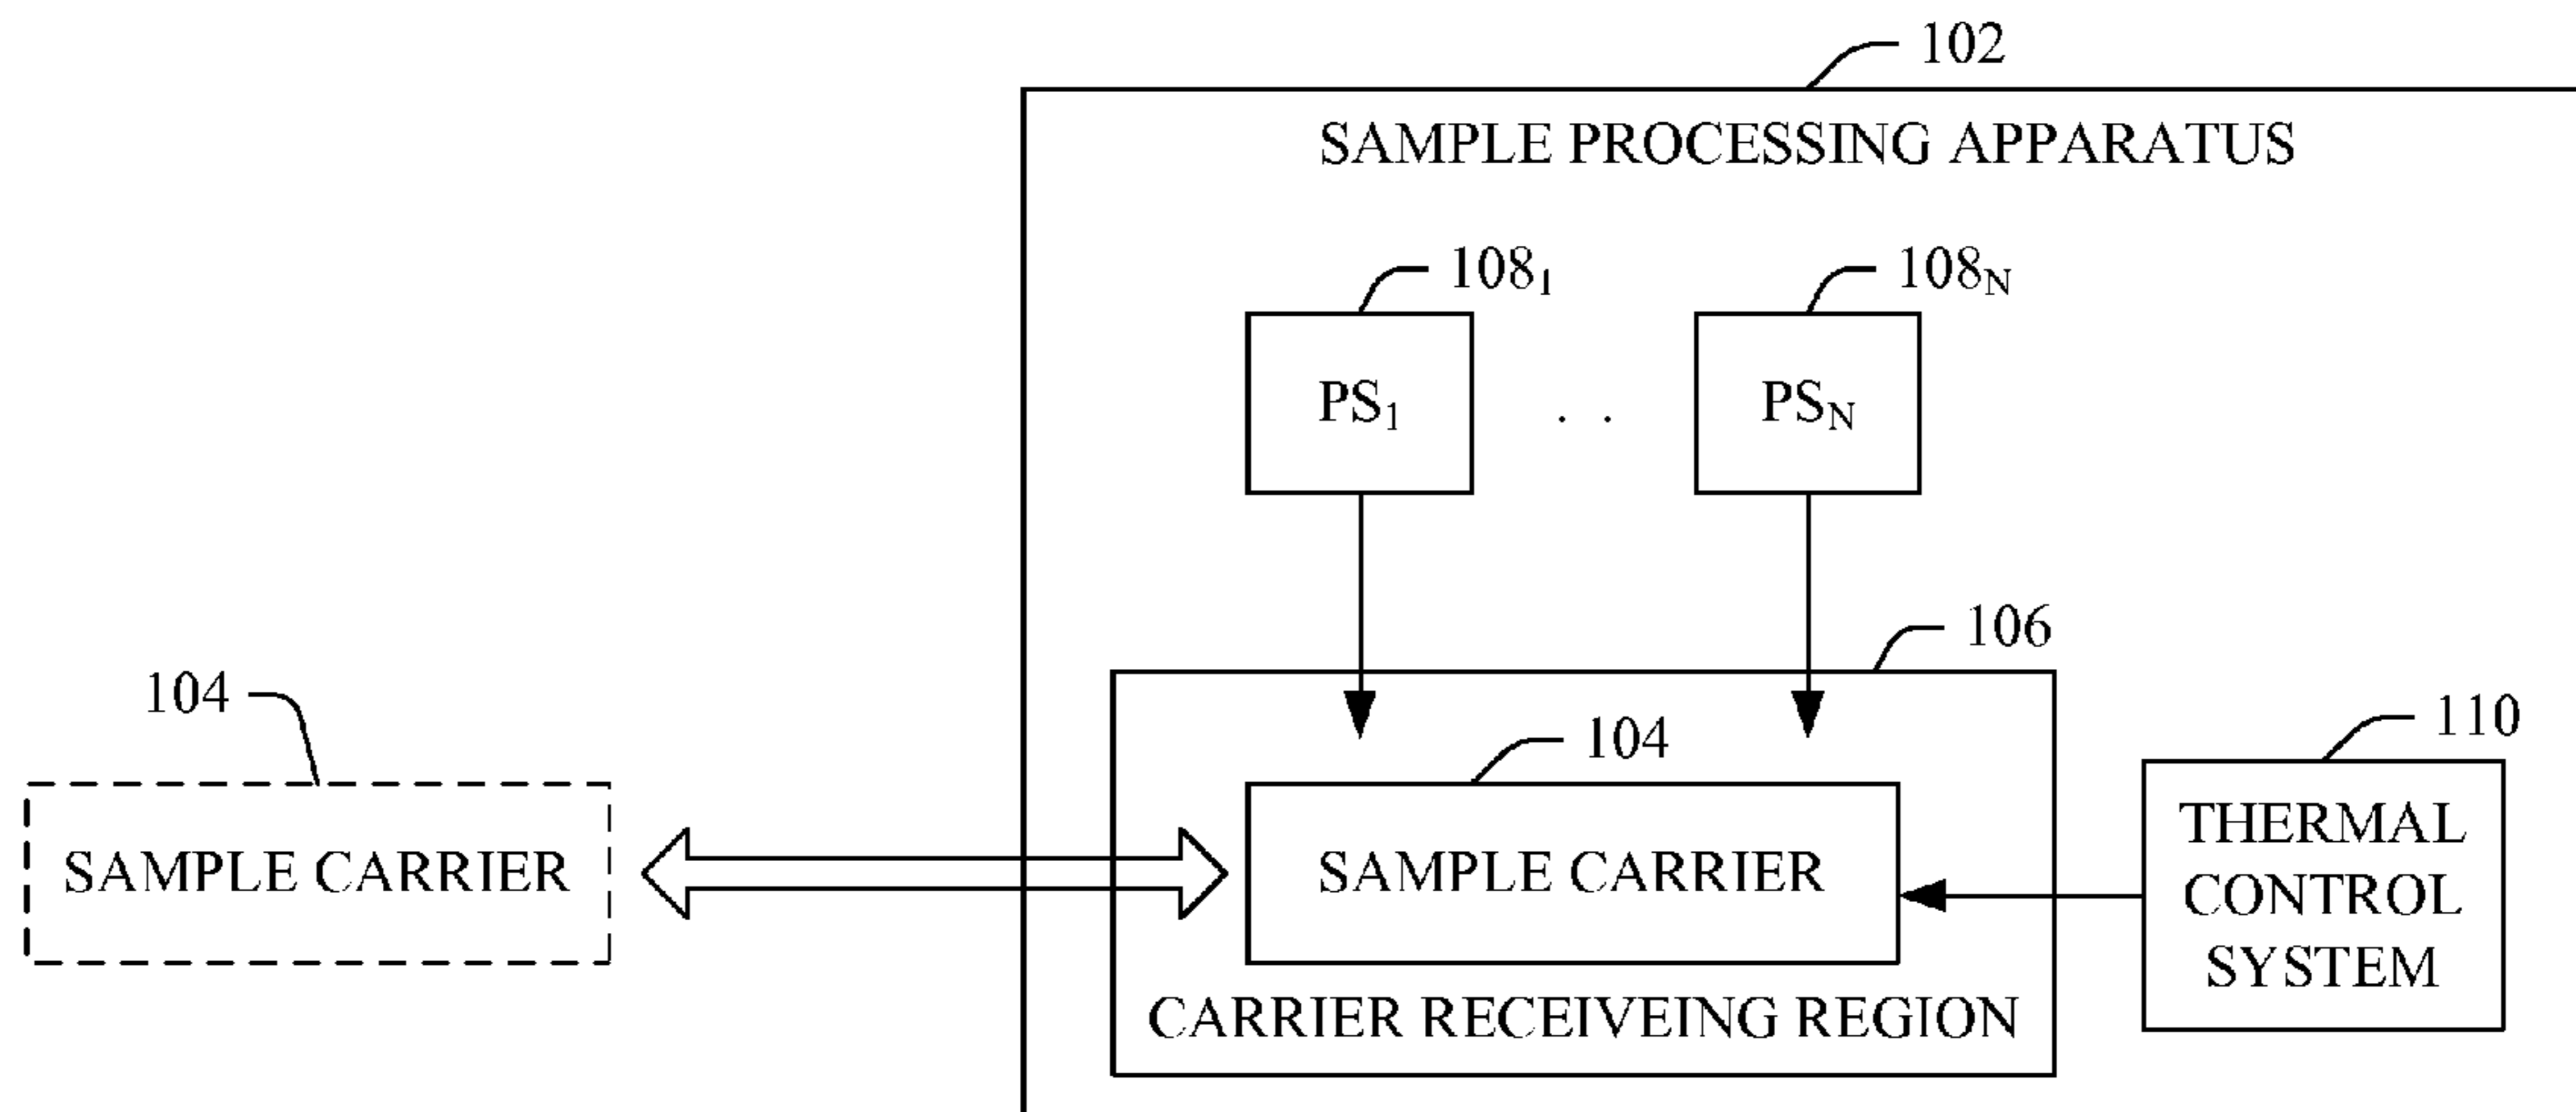 102
SAMPLE PROCESSING APPARATUS
108₁
108N
PS₁
. .
PSN
106
104
104
110
SAMPLE CARRIER
SAMPLE CARRIER
THERMAL
CONTROL
SYSTEM
CARRIER RECEIVEING REGION